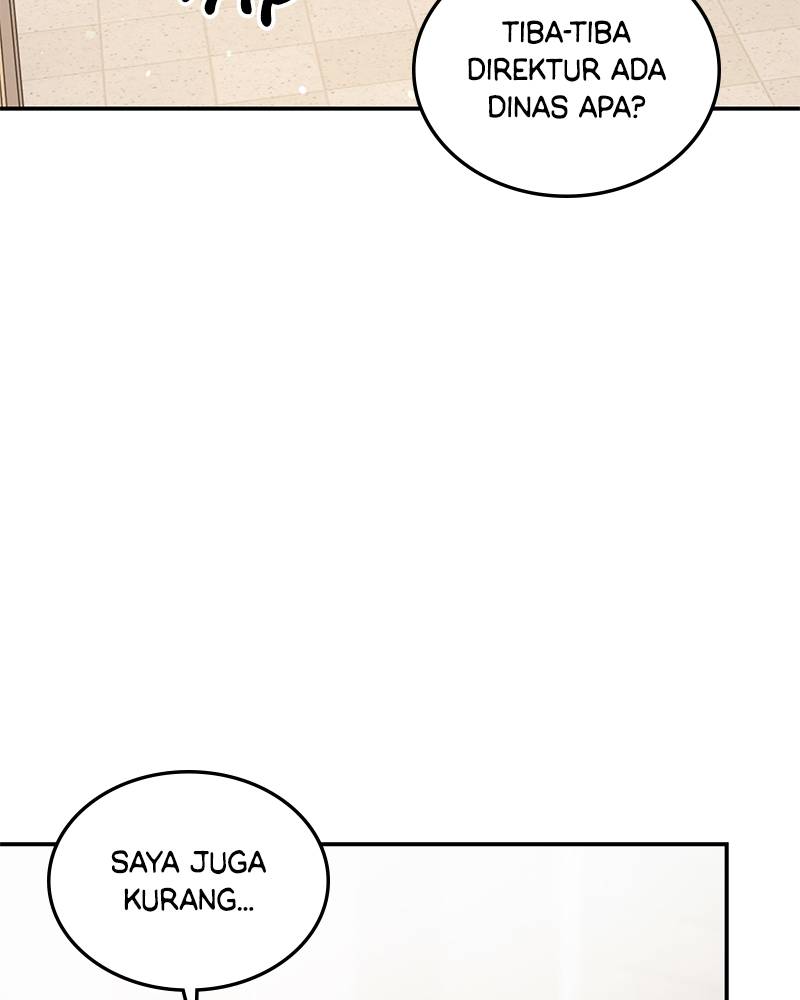 TIBA-TIBA
DIREKTUR ADA
DINAS APA?
SAYA JUGA
KURANG...